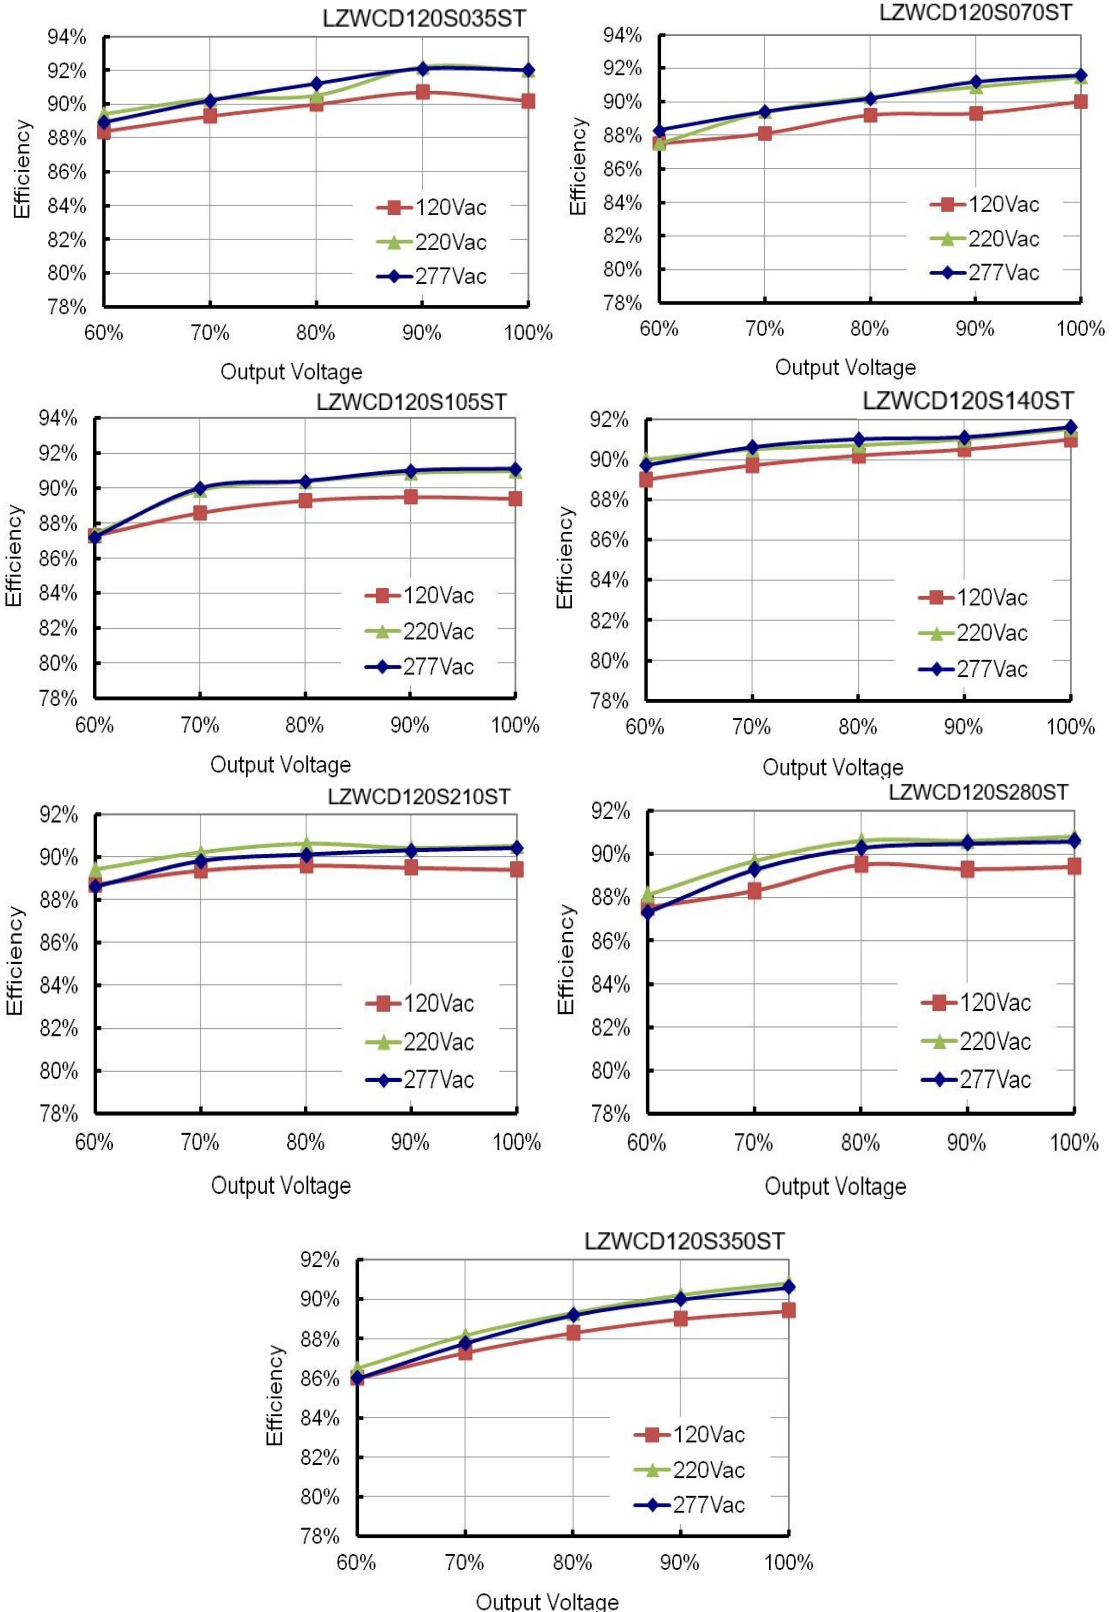 LZWCD120S035ST
94%
92%
90%
88%
86%
84%
82%
80%
78%
Efficiency
120Vac
220Vac
277Vac
60% 70% 80% 90% 100%
Output Voltage
LZWCD120S070ST
94%
92%
90%
88%
86%
84%
82%
80%
78%
Efficiency
120Vac
220Vac
277Vac
60% 70% 80% 90% 100%
Output Voltage
LZWCD120S105ST
94%
92%
90%
88%
86%
84%
82%
80%
78%
Efficiency
120Vac
220Vac
277Vac
60% 70% 80% 90% 100%
Output Voltage
LZWCD120S140ST
92%
90%
88%
86%
84%
82%
80%
78%
Efficiency
120Vac
220Vac
277Vac
60% 70% 80% 90% 100%
Output Voltage
LZWCD120S210ST
92%
90%
88%
86%
84%
82%
80%
78%
Efficiency
120Vac
220Vac
277Vac
60% 70% 80% 90% 100%
Output Voltage
LZWCD120S280ST
92%
90%
88%
86%
84%
82%
80%
78%
Efficiency
120Vac
220Vac
277Vac
60% 70% 80% 90% 100%
Output Voltage
LZWCD120S350ST
92%
90%
88%
86%
84%
82%
80%
78%
Efficiency
120Vac
220Vac
277Vac
60% 70% 80% 90% 100%
Output Voltage